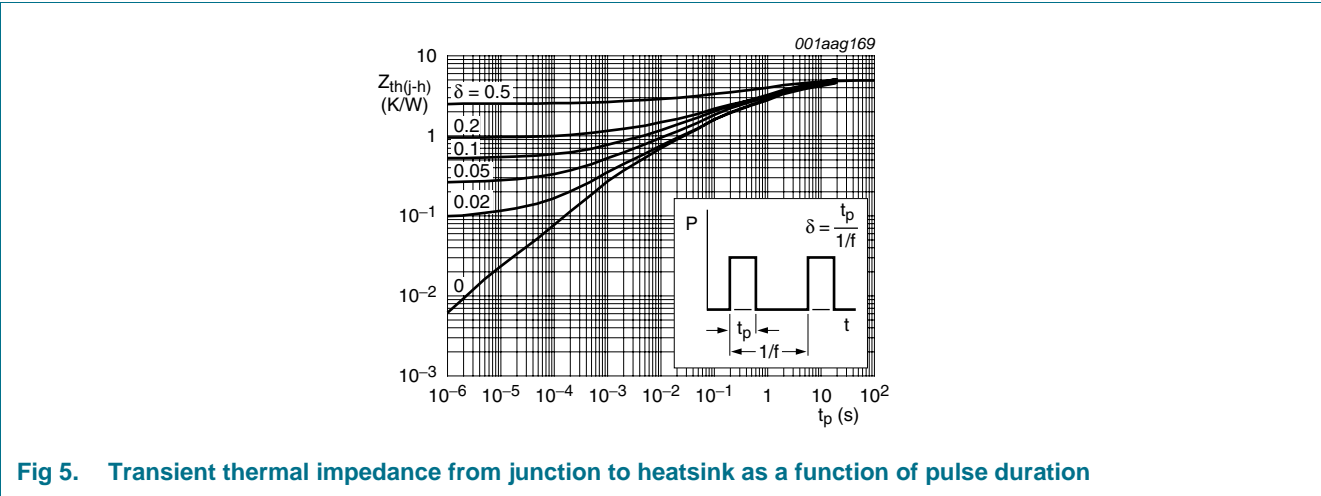 001aag169
10
Z_th(j-h)
(K/W)
δ = 0.5
0.2
1
0.1
0.05
0.02
10⁻¹
0
10⁻²
10⁻³
P
δ = t_p / 1/f
t_p
t
1/f
10⁻⁶ 10⁻⁵ 10⁻⁴ 10⁻³ 10⁻² 10⁻¹ 1 10 10²
t_p (s)
Fig 5. Transient thermal impedance from junction to heatsink as a function of pulse duration